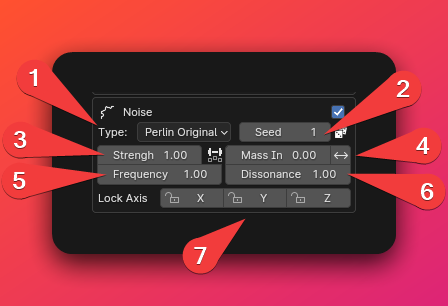 1
2
Noise
Type: Perlin Original Seed 1
3
Strengh 1.00 Mass In 0.00
4
5
Frequency 1.00 Dissonance 1.00
6
Lock Axis X Y Z
7